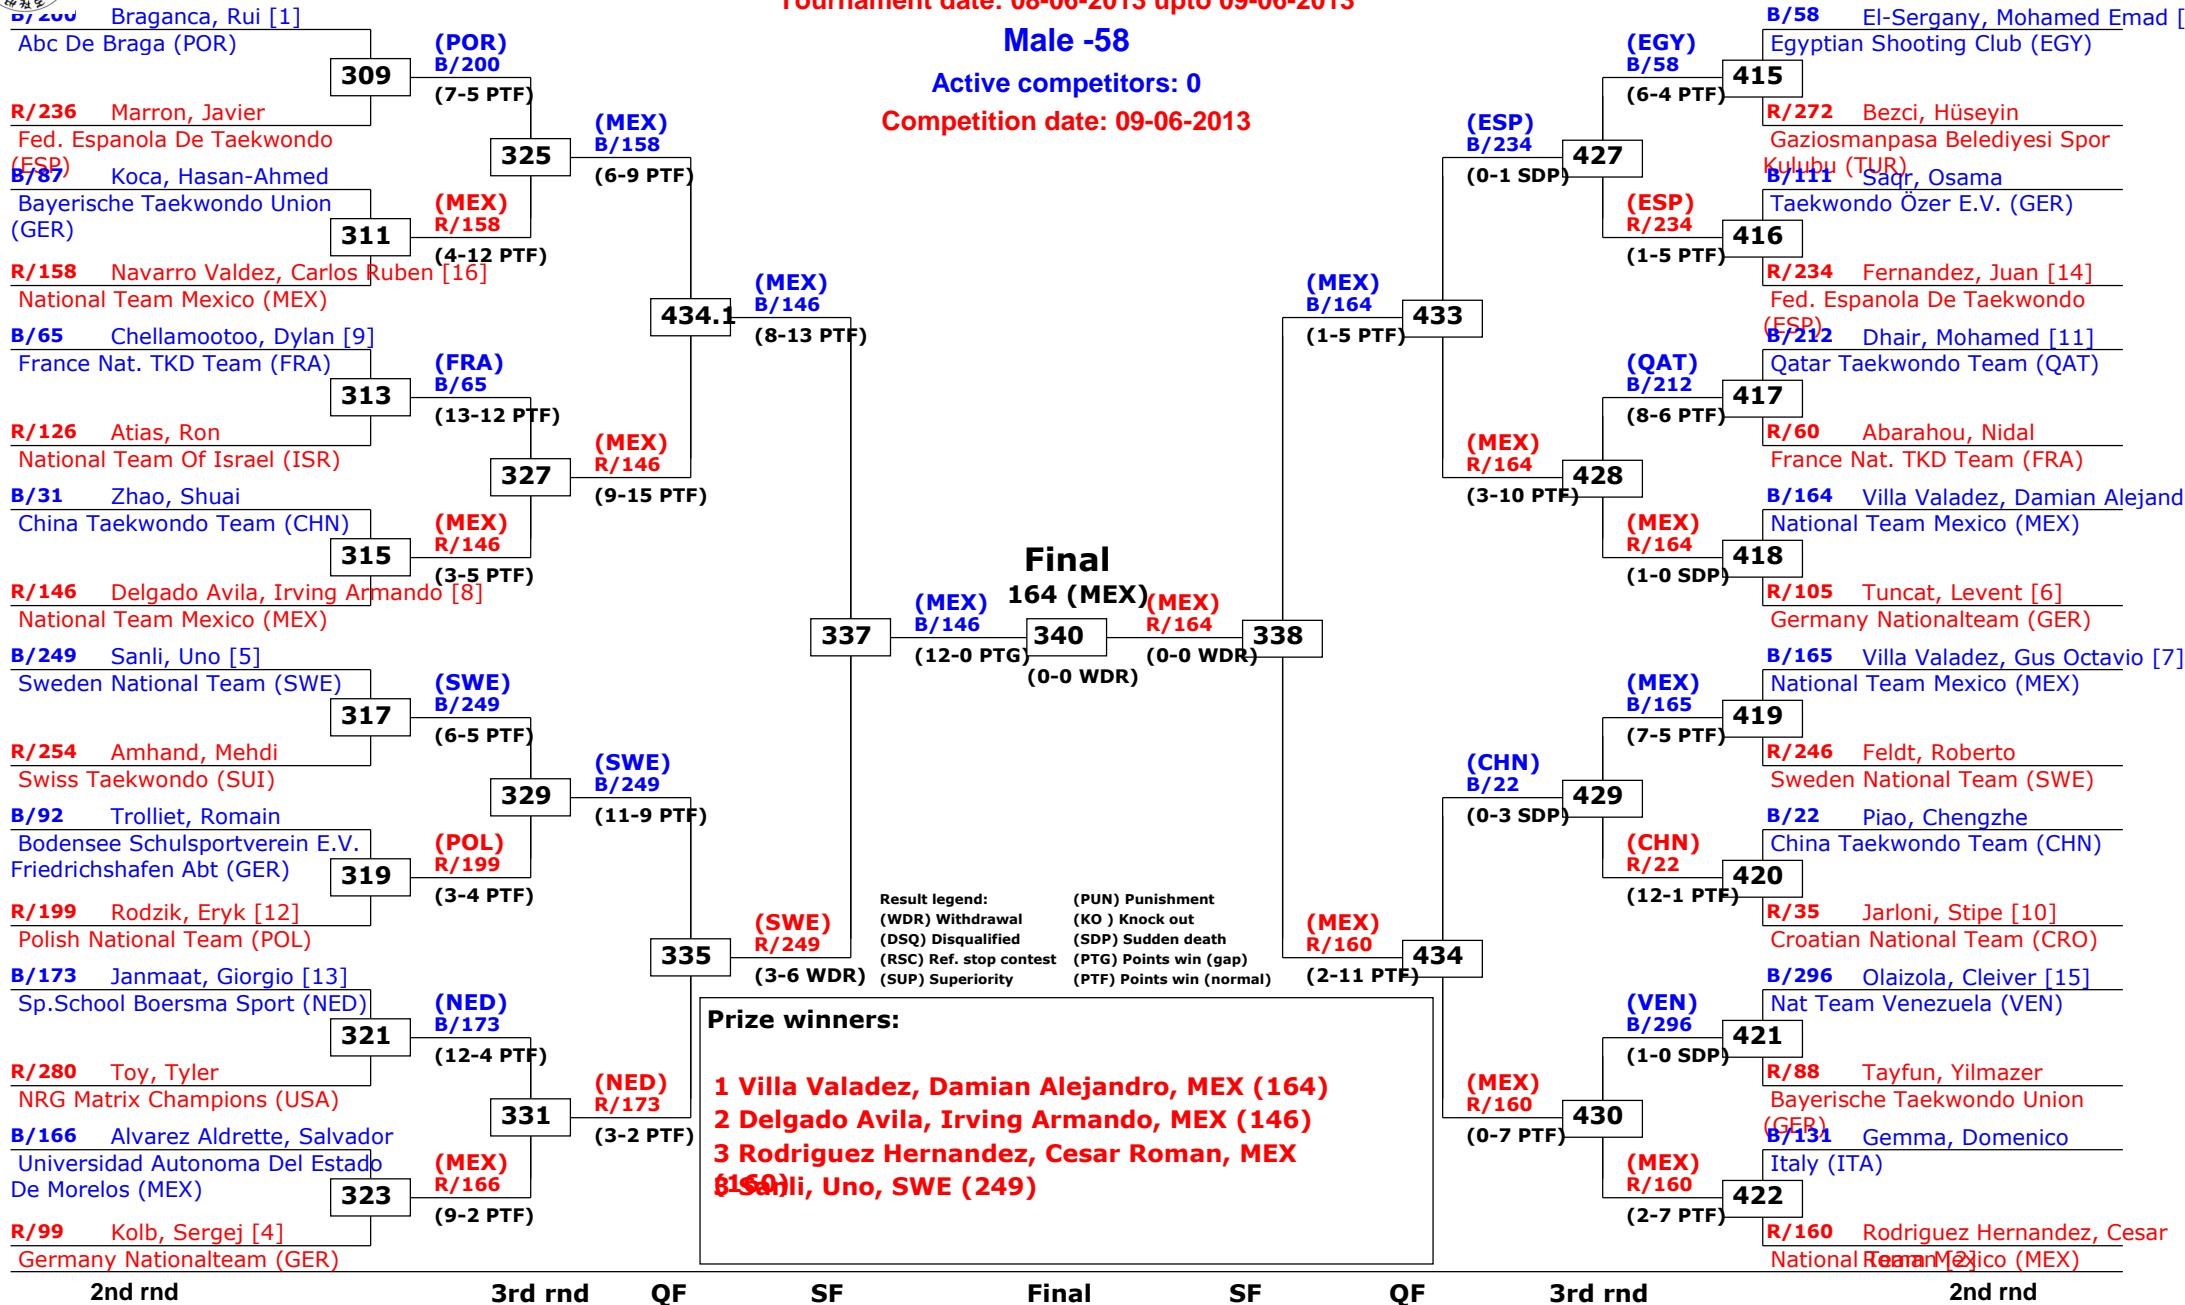 Tournament date: 08-06-2013 upto 09-06-2013
Male -58
Active competitors: 0
Competition date: 09-06-2013
B/200 Braganca, Rui [1]
Abc De Braga (POR)
309
R/236 Marron, Javier
Fed. Espanola De Taekwondo
(ESP)
B/87 Koca, Hasan-Ahmed
Bayerische Taekwondo Union
(GER)
311
R/158 Navarro Valdez, Carlos Ruben [16]
National Team Mexico (MEX)
B/65 Chellamootoo, Dylan [9]
France Nat. TKD Team (FRA)
313
R/126 Atias, Ron
National Team Of Israel (ISR)
B/31 Zhao, Shuai
China Taekwondo Team (CHN)
315
R/146 Delgado Avila, Irving Armando [8]
National Team Mexico (MEX)
B/249 Sanli, Uno [5]
Sweden National Team (SWE)
317
R/254 Amhand, Mehdi
Swiss Taekwondo (SUI)
B/92 Trolliet, Romain
Bodensee Schulsportverein E.V.
Friedrichshafen Abt (GER)
319
R/199 Rodzik, Eryk [12]
Polish National Team (POL)
B/173 Janmaat, Giorgio [13]
Sp.School Boersma Sport (NED)
321
R/280 Toy, Tyler
NRG Matrix Champions (USA)
B/166 Alvarez Aldrette, Salvador
Universidad Autonoma Del Estado
De Morelos (MEX)
323
R/99 Kolb, Sergej [4]
Germany Nationalteam (GER)
(POR)
B/200
(7-5 PTF)
325
(MEX)
R/158
(4-12 PTF)
(FRA)
B/65
(13-12 PTF)
327
(MEX)
R/146
(3-5 PTF)
(SWE)
B/249
(6-5 PTF)
329
(POL)
R/199
(3-4 PTF)
(NED)
B/173
(12-4 PTF)
331
(MEX)
R/166
(9-2 PTF)
(MEX)
B/158
(6-9 PTF)
434.1
(MEX)
R/146
(9-15 PTF)
(SWE)
B/249
(11-9 PTF)
335
(NED)
R/173
(3-2 PTF)
(MEX)
B/146
(8-13 PTF)
337
(SWE)
R/249
(3-6 WDR)
(MEX)
B/146
(12-0 PTG)
Final
164 (MEX)
340
(0-0 WDR)
(MEX)
R/164
(0-0 WDR)
338
(MEX)
B/164
(1-5 PTF)
433
(MEX)
R/160
(2-11 PTF)
434
(ESP)
B/234
(0-1 SDP)
427
(MEX)
R/164
(3-10 PTF)
428
(CHN)
B/22
(0-3 SDP)
429
(MEX)
R/160
(0-7 PTF)
430
(EGY)
B/58
(6-4 PTF)
415
(ESP)
R/234
(1-5 PTF)
416
(QAT)
B/212
(8-6 PTF)
417
(MEX)
R/164
(1-0 SDP)
418
(MEX)
B/165
(7-5 PTF)
419
(CHN)
R/22
(12-1 PTF)
420
(VEN)
B/296
(1-0 SDP)
421
(MEX)
R/160
(2-7 PTF)
422
B/58 El-Sergany, Mohamed Emad [
Egyptian Shooting Club (EGY)
R/272 Bezci, Hüseyin
Gaziosmanpasa Belediyesi Spor
Kulubu (TUR)
B/111 Saqr, Osama
Taekwondo Özer E.V. (GER)
R/234 Fernandez, Juan [14]
Fed. Espanola De Taekwondo
(ESP)
B/212 Dhair, Mohamed [11]
Qatar Taekwondo Team (QAT)
R/60 Abarahou, Nidal
France Nat. TKD Team (FRA)
B/164 Villa Valadez, Damian Alejand
National Team Mexico (MEX)
R/105 Tuncat, Levent [6]
Germany Nationalteam (GER)
B/165 Villa Valadez, Gus Octavio [7]
National Team Mexico (MEX)
R/246 Feldt, Roberto
Sweden National Team (SWE)
B/22 Piao, Chengzhe
China Taekwondo Team (CHN)
R/35 Jarloni, Stipe [10]
Croatian National Team (CRO)
B/296 Olaizola, Cleiver [15]
Nat Team Venezuela (VEN)
R/88 Tayfun, Yilmazer
Bayerische Taekwondo Union
(GER)
B/131 Gemma, Domenico
Italy (ITA)
R/160 Rodriguez Hernandez, Cesar
Roman [2]
National Team Mexico (MEX)
Result legend:
(WDR) Withdrawal
(DSQ) Disqualified
(RSC) Ref. stop contest
(SUP) Superiority
(PUN) Punishment
(KO ) Knock out
(SDP) Sudden death
(PTG) Points win (gap)
(PTF) Points win (normal)
Prize winners:
1 Villa Valadez, Damian Alejandro, MEX (164)
2 Delgado Avila, Irving Armando, MEX (146)
3 Rodriguez Hernandez, Cesar Roman, MEX
(160)
3 Sanli, Uno, SWE (249)
2nd rnd 3rd rnd QF SF Final SF QF 3rd rnd 2nd rnd